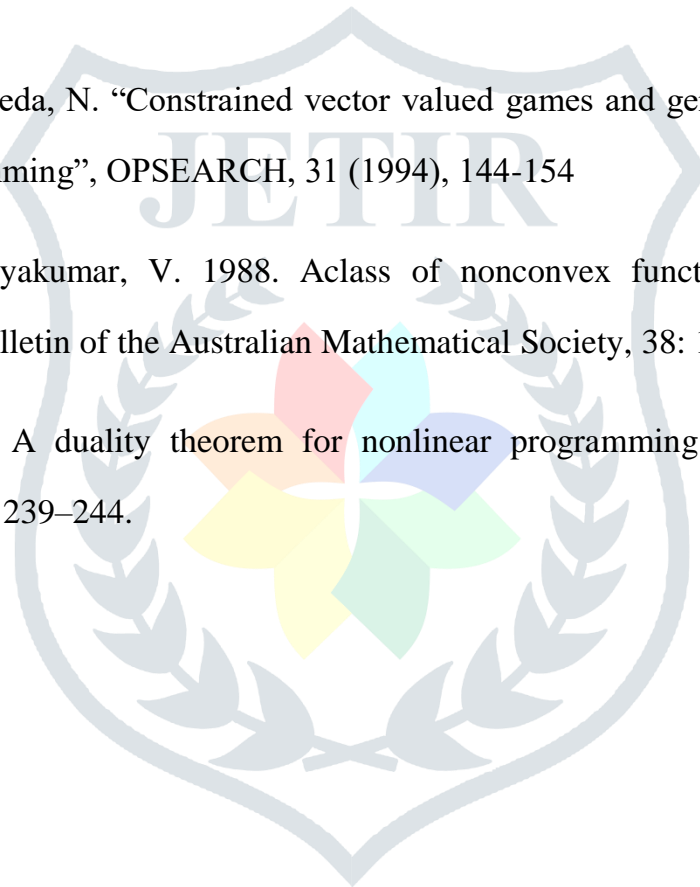 eda, N. “Constrained vector valued games and ge
ming”, OPSEARCH, 31 (1994), 144-154
JETIR
yakumar, V. 1988. Aclass of nonconvex funct
lletin of the Australian Mathematical Society, 38:
A duality theorem for nonlinear programming
239–244.